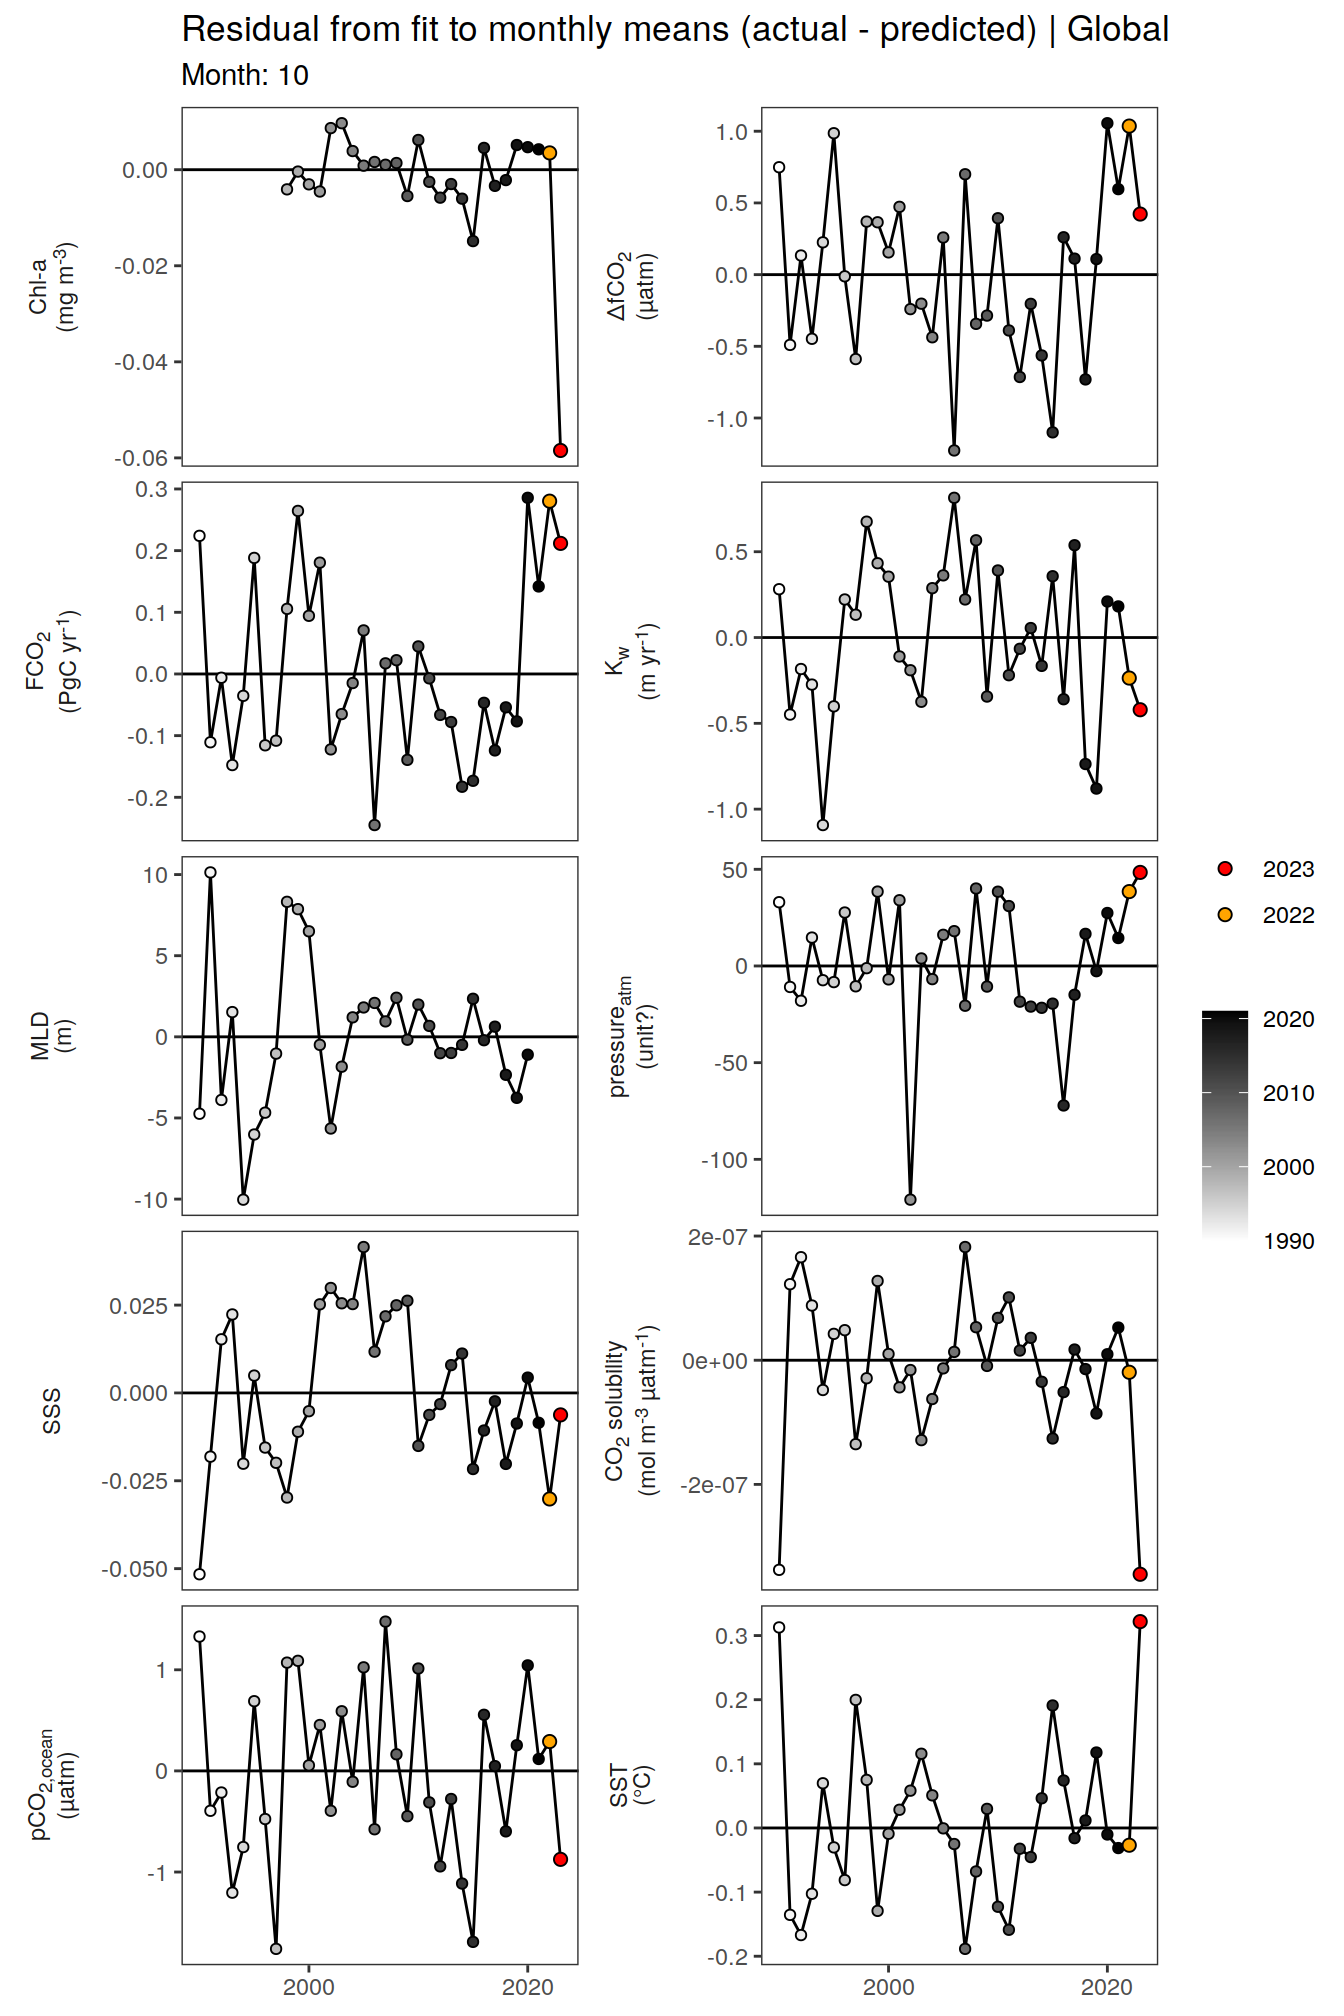 Residual from fit to monthly means (actual - predicted) | Global
Month: 10
Chl-a
(mg m⁻³)
0.00
-0.02
-0.04
-0.06
ΔfCO₂
(µatm)
1.0
0.5
0.0
-0.5
-1.0
FCO₂
(PgC yr⁻¹)
0.3
0.2
0.1
0.0
-0.1
-0.2
K_w
(m yr⁻¹)
0.5
0.0
-0.5
-1.0
MLD
(m)
10
5
0
-5
-10
pressure_atm
(unit?)
50
0
-50
-100
SSS
0.025
0.000
-0.025
-0.050
CO₂ solubility
(mol m⁻³ µatm⁻¹)
2e-07
0e+00
-2e-07
pCO₂,ocean
(µatm)
1
0
-1
SST
(°C)
0.3
0.2
0.1
0.0
-0.1
-0.2
2000
2020
2000
2020
2023
2022
2020
2010
2000
1990